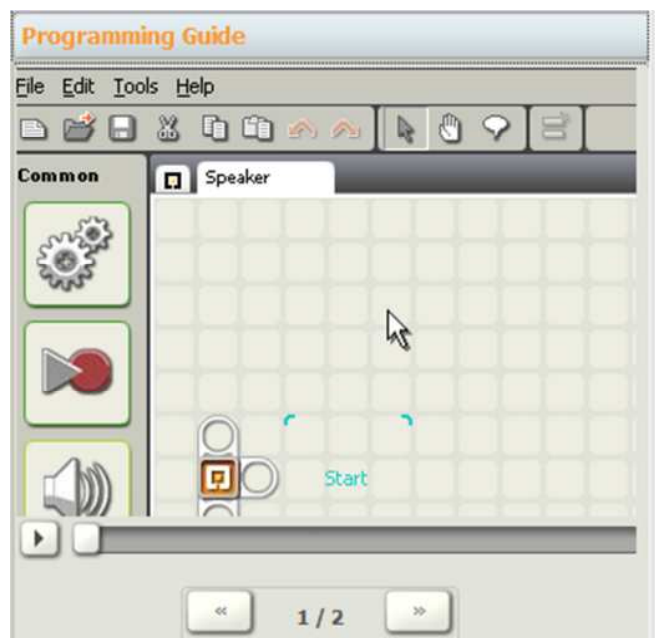 Programming Guide
File Edit Tools Help
Common
Speaker
Start
« 1 / 2 »